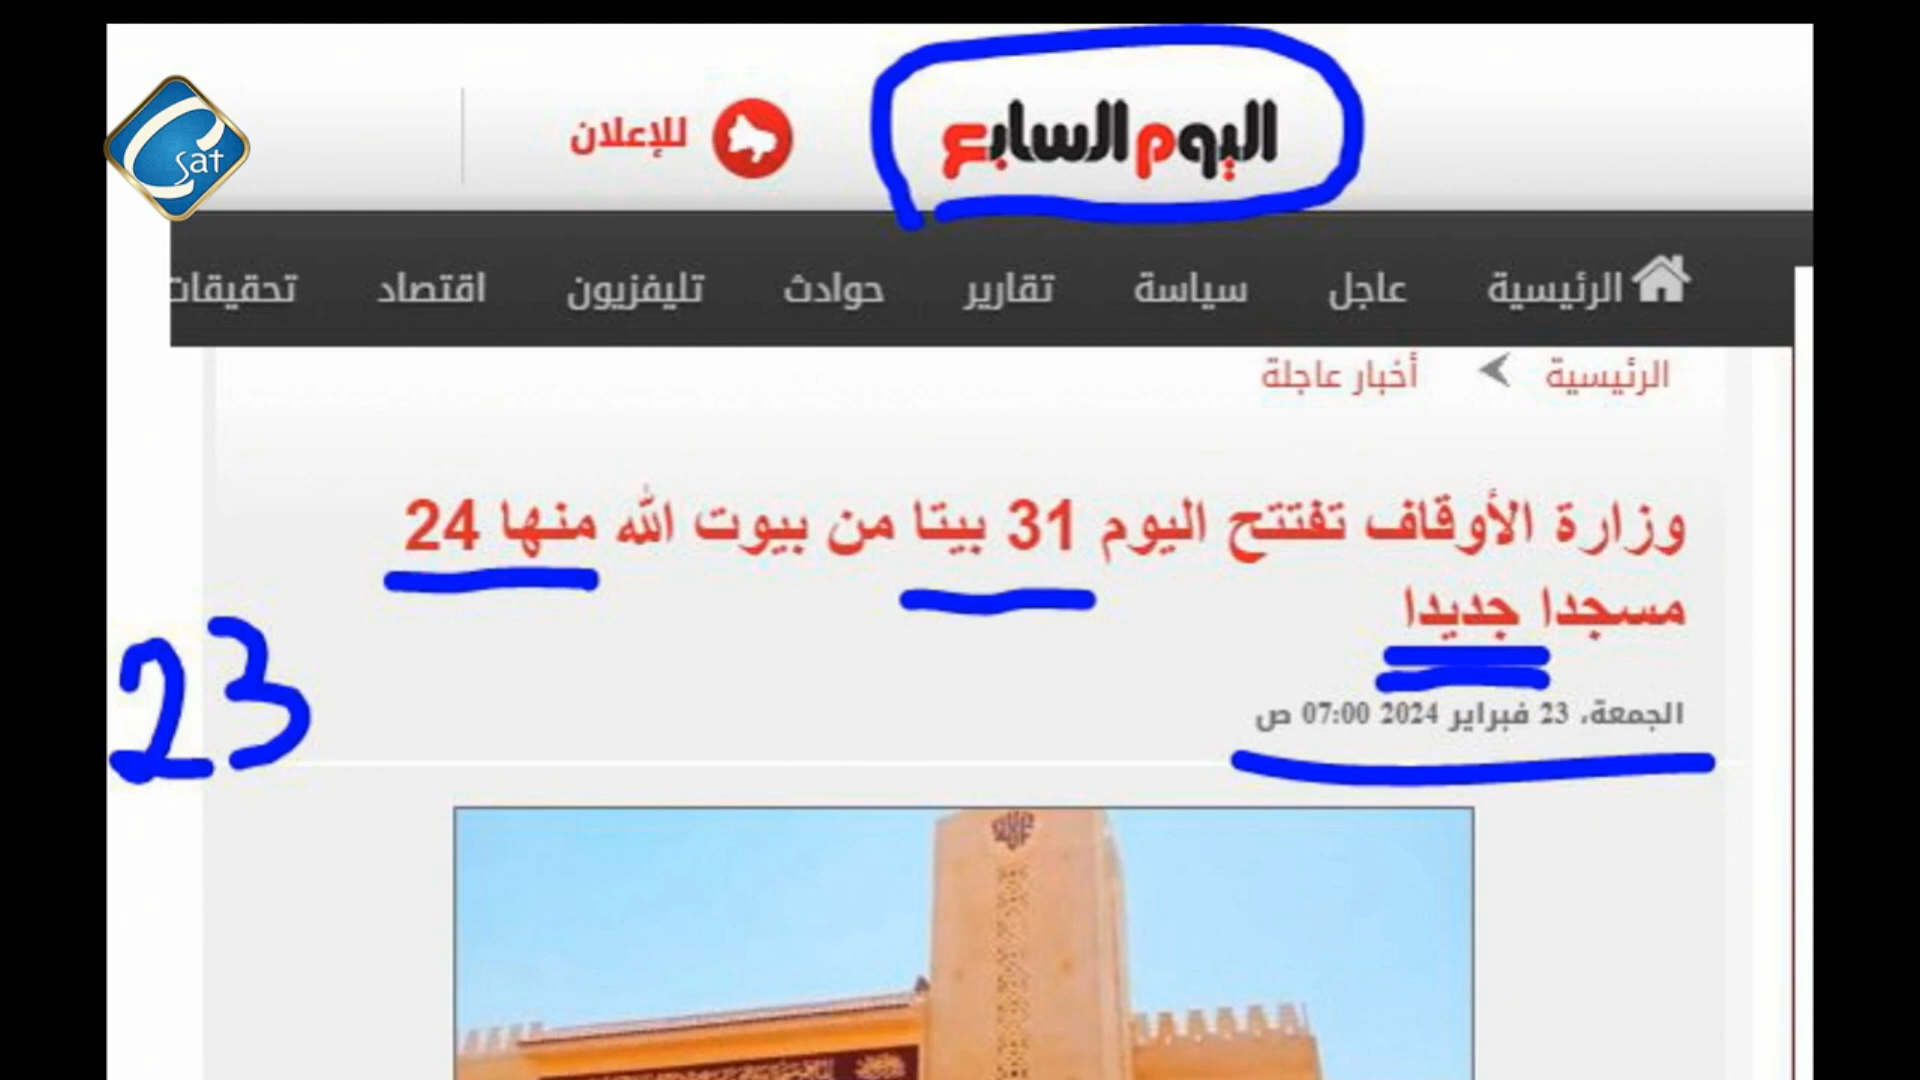 Sat
اليوم السابع
للإعلان
الرئيسية عاجل سياسة تقارير حوادث تليفزيون اقتصاد تحقيقات
الرئيسية أخبار عاجلة
وزارة الأوقاف تفتتح اليوم 31 بيتا من بيوت الله منها 24
مسجدا جديدا
الجمعة، 23 فبراير 2024 07:00 ص
23